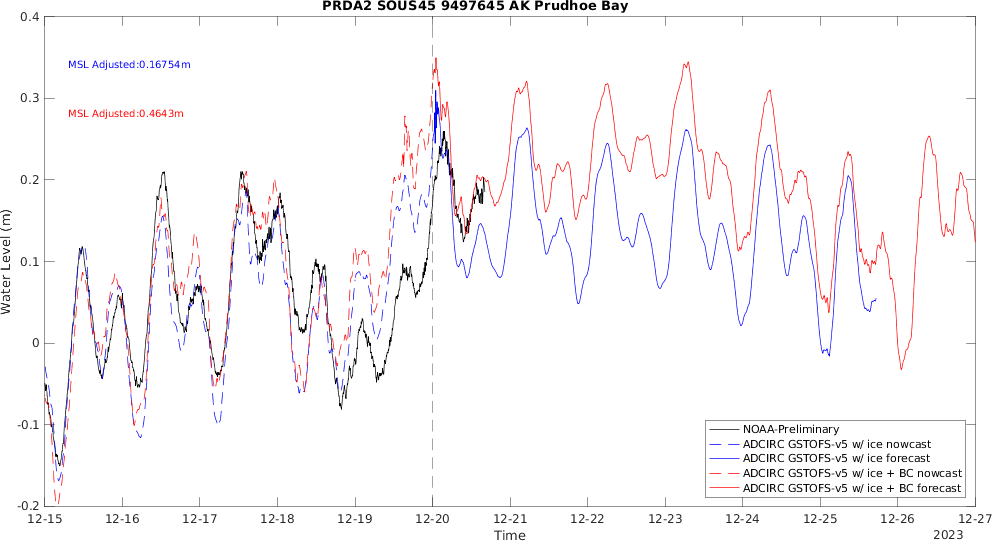 PRDA2 SOUS45 9497645 AK Prudhoe Bay
MSL Adjusted:0.16754m
MSL Adjusted:0.4643m
Water Level (m)
0.4
0.3
0.2
0.1
0
-0.1
-0.2
NOAA-Preliminary
ADCIRC GSTOFS-v5 w/ ice nowcast
ADCIRC GSTOFS-v5 w/ ice forecast
ADCIRC GSTOFS-v5 w/ ice + BC nowcast
ADCIRC GSTOFS-v5 w/ ice + BC forecast
12-15 12-16 12-17 12-18 12-19 12-20 12-21 12-22 12-23 12-24 12-25 12-26 12-27
Time
2023